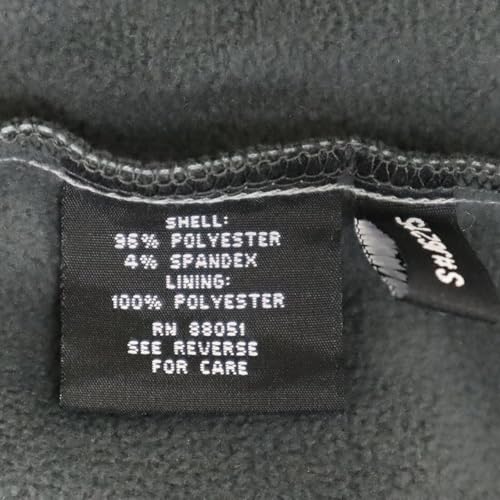 SHELL:
96% POLYESTER
4% SPANDEX
LINING:
100% POLYESTER
RN 88051
SEE REVERSE
FOR CARE